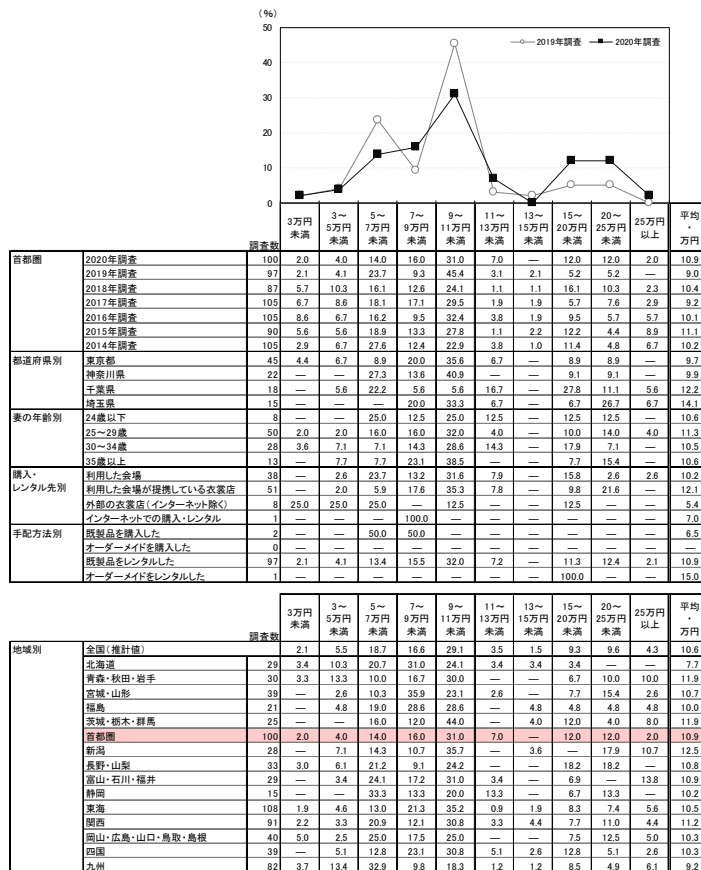 (%)
50
40
30
20
10
0
2019年調査 2020年調査
調査数 3万円未満 3～5万円未満 5～7万円未満 7～9万円未満 9～11万円未満 11～13万円未満 13～15万円未満 15～20万円未満 20～25万円未満 25万円以上 平均・万円
首都圏 2020年調査 100 2.0 4.0 14.0 16.0 31.0 7.0 — 12.0 12.0 2.0 10.9
2019年調査 97 2.1 4.1 23.7 9.3 45.4 3.1 2.1 5.2 5.2 — 9.0
2018年調査 87 5.7 10.3 16.1 12.6 24.1 1.1 1.1 16.1 10.3 2.3 10.4
2017年調査 105 6.7 8.6 18.1 17.1 29.5 1.9 1.9 5.7 7.6 2.9 9.2
2016年調査 105 8.6 6.7 16.2 9.5 32.4 3.8 1.9 9.5 5.7 5.7 10.1
2015年調査 90 5.6 5.6 18.9 13.3 27.8 1.1 2.2 12.2 4.4 8.9 11.1
2014年調査 105 2.9 6.7 27.6 12.4 22.9 3.8 1.0 11.4 4.8 6.7 10.2
都道府県別 東京都 45 4.4 6.7 8.9 20.0 35.6 6.7 — 8.9 8.9 — 9.7
神奈川県 22 — — 27.3 13.6 40.9 — — 9.1 9.1 — 9.9
千葉県 18 — 5.6 22.2 5.6 5.6 16.7 — 27.8 11.1 5.6 12.2
埼玉県 15 — — — 20.0 33.3 6.7 — 6.7 26.7 6.7 14.1
妻の年齢別 24歳以下 8 — — 25.0 12.5 25.0 12.5 — 12.5 12.5 — 10.6
25～29歳 50 2.0 2.0 16.0 16.0 32.0 4.0 — 10.0 14.0 4.0 11.3
30～34歳 28 3.6 7.1 7.1 14.3 28.6 14.3 — 17.9 7.1 — 10.5
35歳以上 13 — 7.7 7.7 23.1 38.5 — — 7.7 15.4 — 10.6
購入・レンタル先別 利用した会場 38 — 2.6 23.7 13.2 31.6 7.9 — 15.8 2.6 2.6 10.2
利用した会場が提携している衣裳店 51 — 2.0 5.9 17.6 35.3 7.8 — 9.8 21.6 — 12.1
外部の衣裳店（インターネット除く） 8 25.0 25.0 25.0 — 12.5 — — 12.5 — — 5.4
インターネットでの購入・レンタル 1 — — — 100.0 — — — — — — 7.0
手配方法別 既製品を購入した 2 — — 50.0 50.0 — — — — — — 6.5
オーダーメイドを購入した 0 — — — — — — — — — — —
既製品をレンタルした 97 2.1 4.1 13.4 15.5 32.0 7.2 — 11.3 12.4 2.1 10.9
オーダーメイドをレンタルした 1 — — — — — — — 100.0 — — 15.0
調査数 3万円未満 3～5万円未満 5～7万円未満 7～9万円未満 9～11万円未満 11～13万円未満 13～15万円未満 15～20万円未満 20～25万円未満 25万円以上 平均・万円
地域別 全国（推計値） 2.1 5.5 18.7 16.6 29.1 3.5 1.5 9.3 9.6 4.3 10.6
北海道 29 3.4 10.3 20.7 31.0 24.1 3.4 3.4 3.4 — — 7.7
青森・秋田・岩手 30 3.3 13.3 10.0 16.7 30.0 — — 6.7 10.0 10.0 11.9
宮城・山形 39 — 2.6 10.3 35.9 23.1 2.6 — 7.7 15.4 2.6 10.7
福島 21 — 4.8 19.0 28.6 28.6 — 4.8 4.8 4.8 4.8 10.0
茨城・栃木・群馬 25 — — 16.0 12.0 44.0 — 4.0 12.0 4.0 8.0 11.9
首都圏 100 2.0 4.0 14.0 16.0 31.0 7.0 — 12.0 12.0 2.0 10.9
新潟 28 — 7.1 14.3 10.7 35.7 — 3.6 — 17.9 10.7 12.5
長野・山梨 33 3.0 6.1 21.2 9.1 24.2 — — 18.2 18.2 — 10.8
富山・石川・福井 29 — 3.4 24.1 17.2 31.0 3.4 — 6.9 — 13.8 10.9
静岡 15 — — 33.3 13.3 20.0 13.3 — 6.7 13.3 — 10.2
東海 108 1.9 4.6 13.0 21.3 35.2 0.9 1.9 8.3 7.4 5.6 10.5
関西 91 2.2 3.3 20.9 12.1 30.8 3.3 4.4 7.7 11.0 4.4 11.2
岡山・広島・山口・鳥取・島根 40 5.0 2.5 25.0 17.5 25.0 — — 7.5 12.5 5.0 10.3
四国 39 — 5.1 12.8 23.1 30.8 5.1 2.6 12.8 5.1 2.6 10.3
九州 82 3.7 13.4 32.9 9.8 18.3 1.2 1.2 8.5 4.9 6.1 9.2